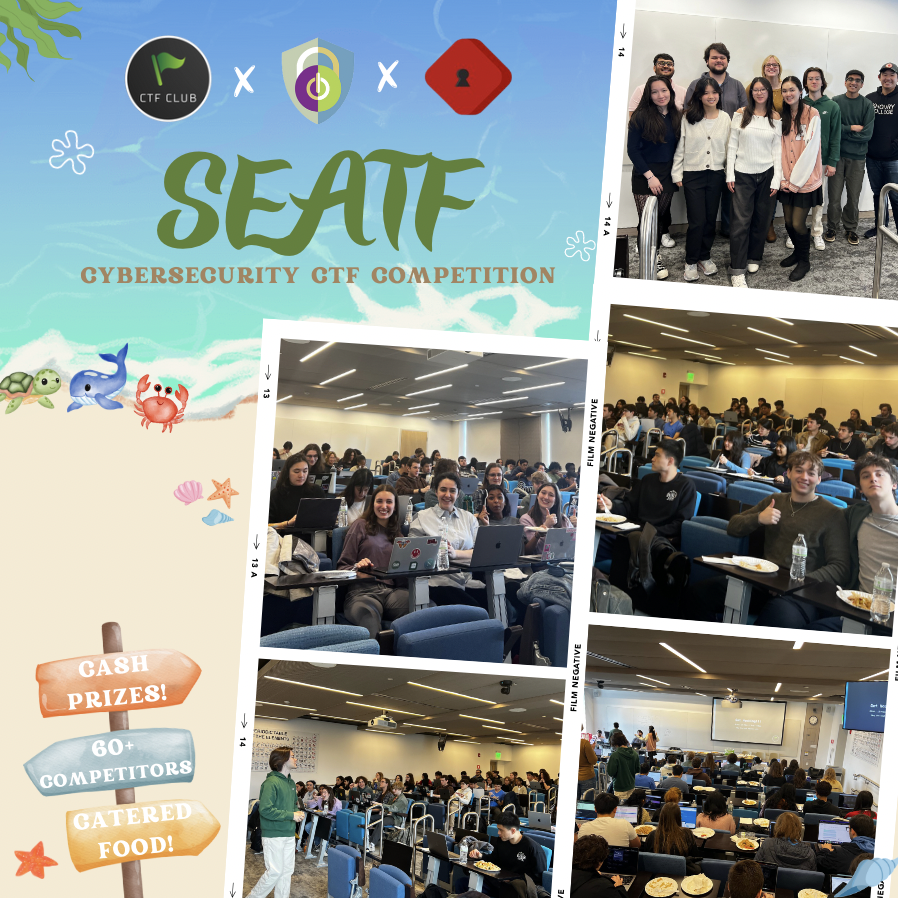 CTF CLUB
X
X
SEATF
CYBERSECURITY CTF COMPETITION
CASH
PRIZES!
60+
COMPETITORS
CATERED
FOOD!
14
14 A
13
13 A
14
FILM NEGATIVE
FILM NEGATIVE